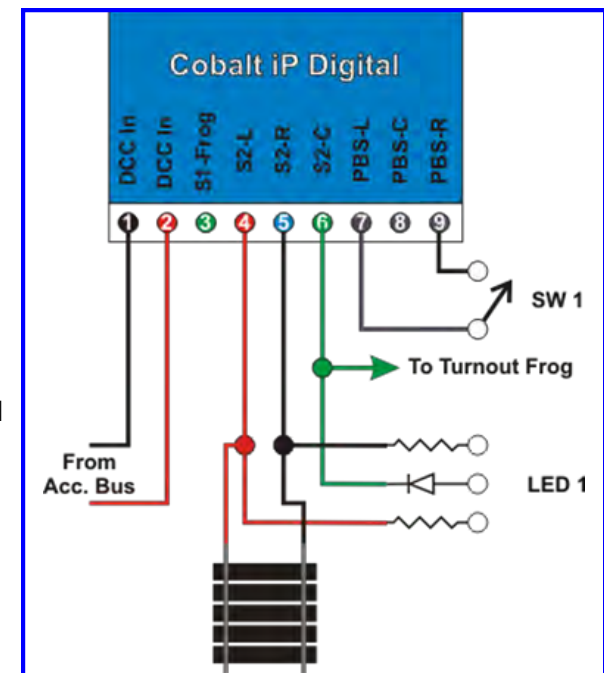 Cobalt iP Digital
DCC In
DCC In
S1-Frog
S2-L
S2-R
S2-C
PBS-L
PBS-C
PBS-R
1 2 3 4 5 6 7 8 9
SW 1
To Turnout Frog
From
Acc. Bus
LED 1